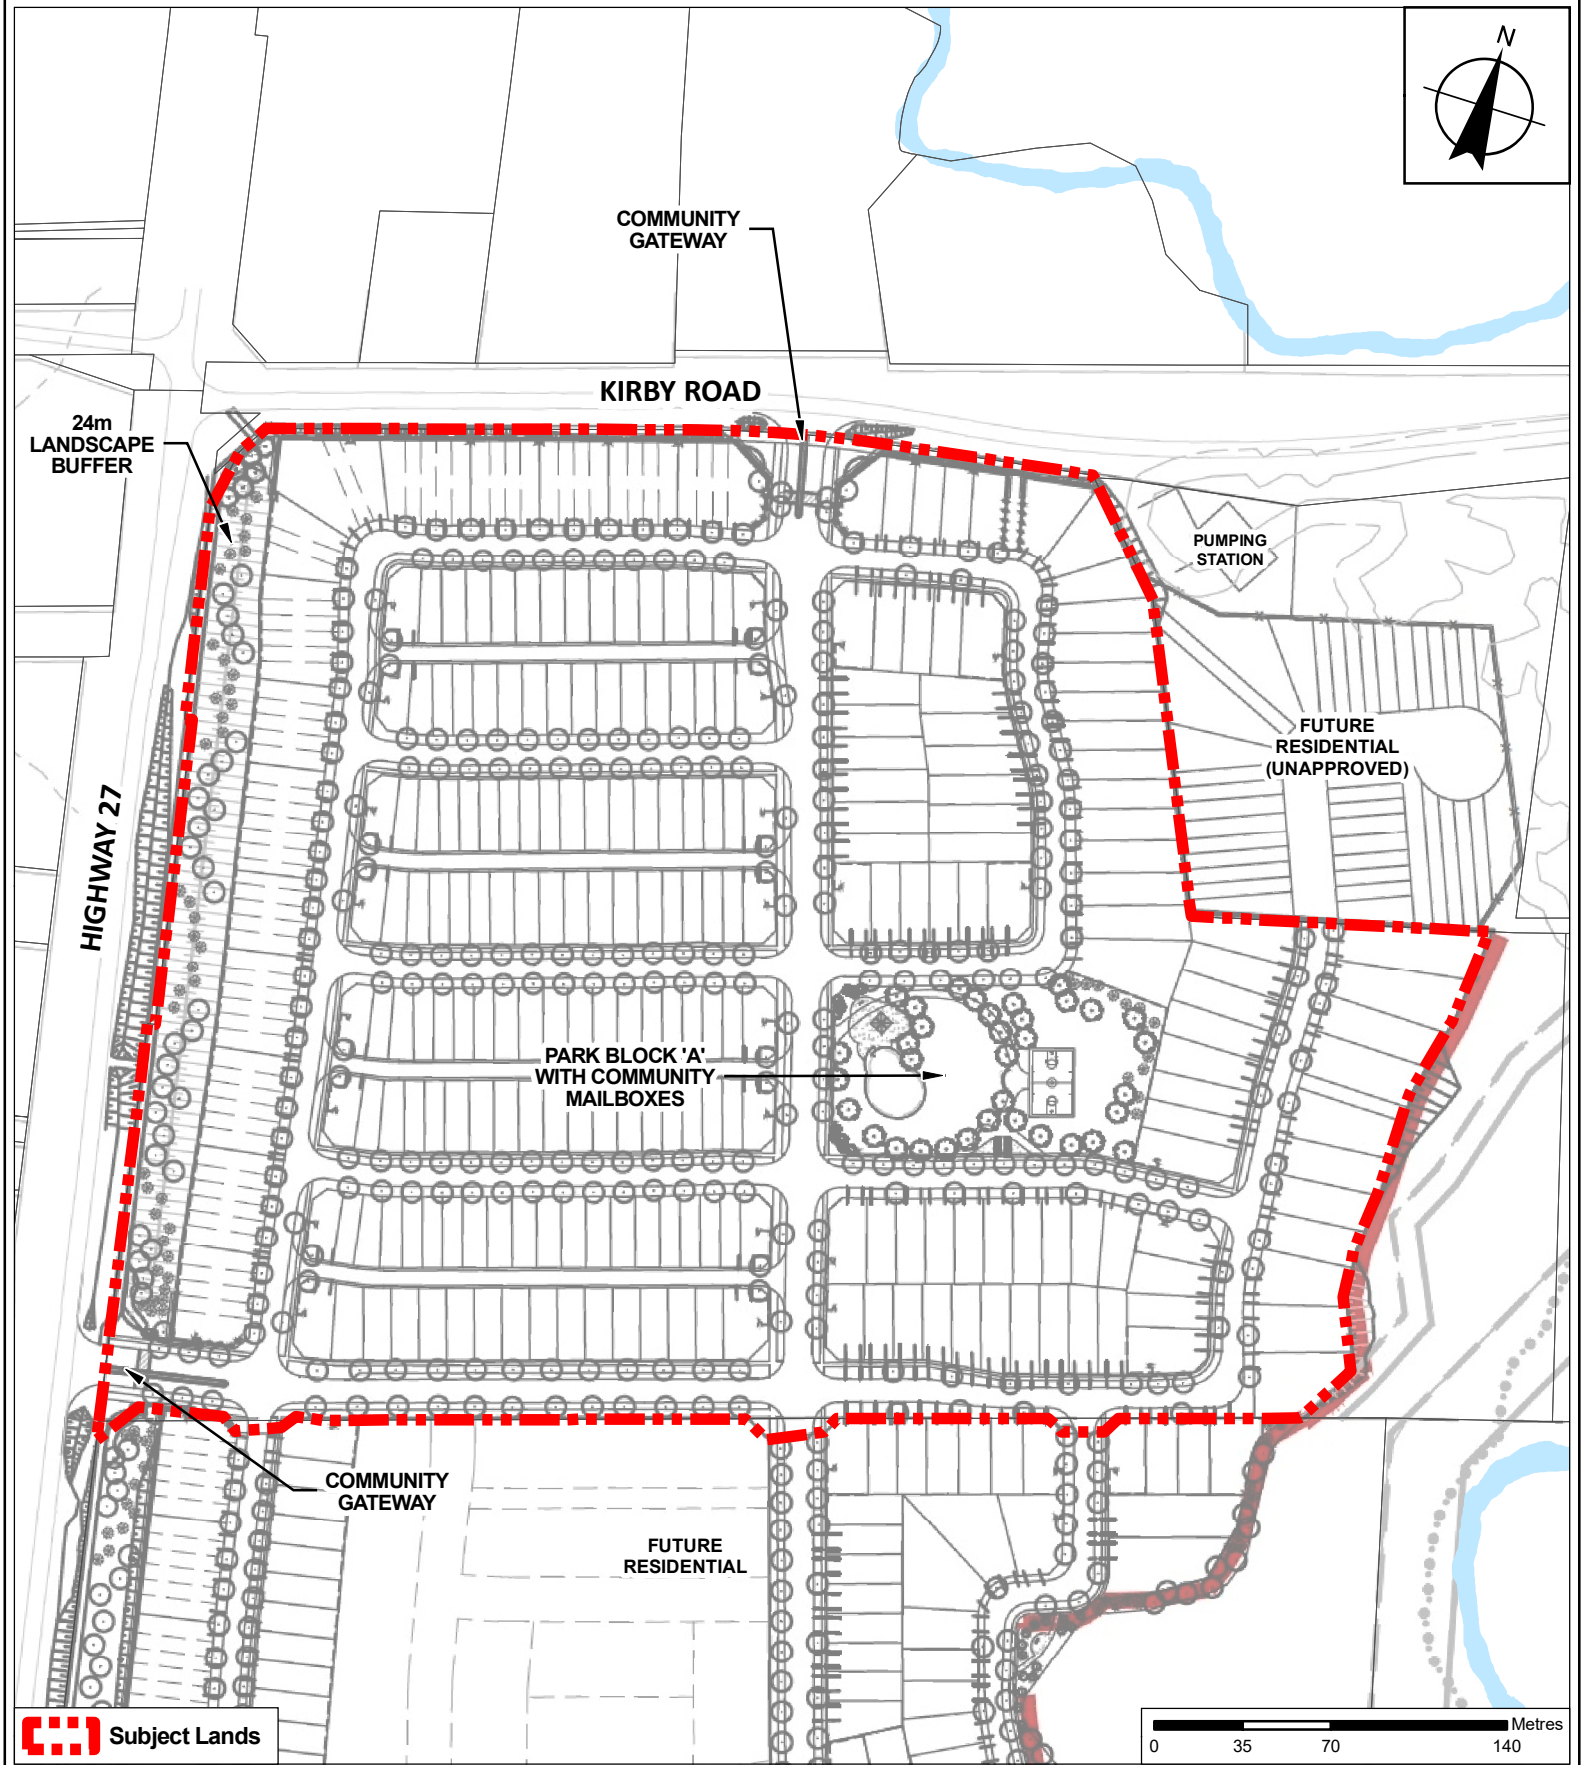 N
COMMUNITY
GATEWAY
KIRBY ROAD
24m
LANDSCAPE
BUFFER
PUMPING
STATION
FUTURE
RESIDENTIAL
(UNAPPROVED)
HIGHWAY 27
PARK BLOCK 'A'
WITH COMMUNITY
MAILBOXES
COMMUNITY
GATEWAY
FUTURE
RESIDENTIAL
Subject Lands
Metres
0 35 70 140